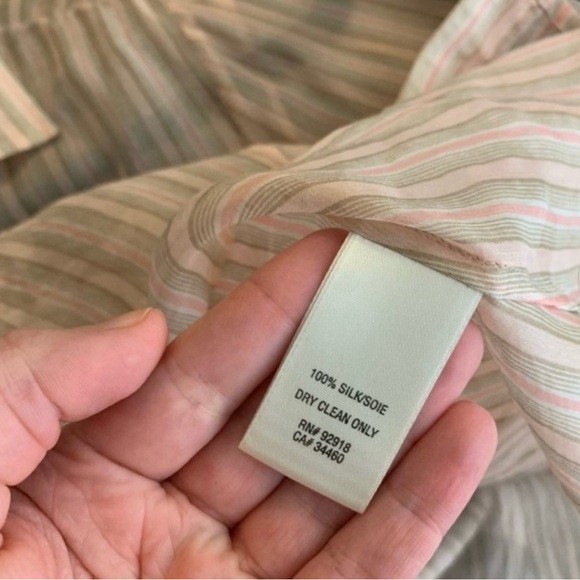 100% SILK/SOIE
DRY CLEAN ONLY
RN# 92918
CA# 34460